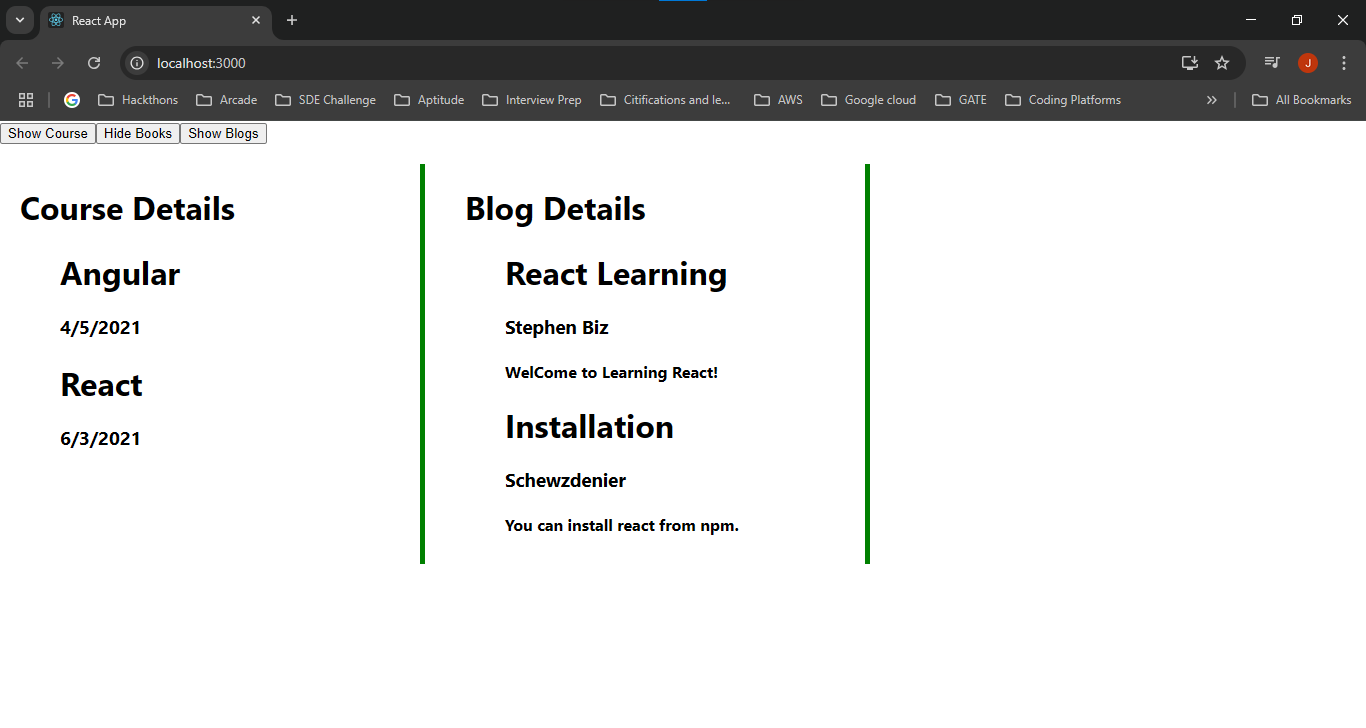 React App
localhost:3000
J
Hackthons Arcade SDE Challenge Aptitude Interview Prep Citifications and le... AWS Google cloud GATE Coding Platforms All Bookmarks
Show Course Hide Books Show Blogs
Course Details
Angular
4/5/2021
React
6/3/2021
Blog Details
React Learning
Stephen Biz
WelCome to Learning React!
Installation
Schewzdenier
You can install react from npm.